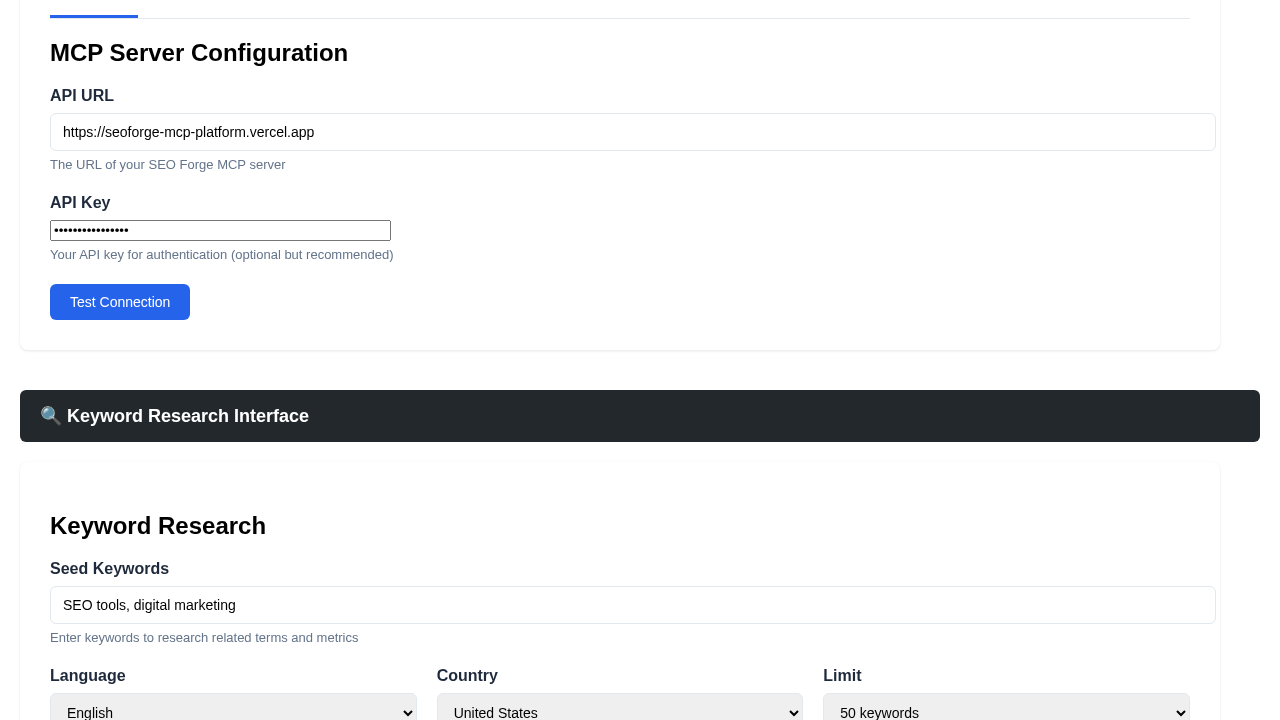 MCP Server Configuration
API URL
https://seoforge-mcp-platform.vercel.app
The URL of your SEO Forge MCP server
API Key
••••••••••••••••
Your API key for authentication (optional but recommended)
Test Connection
🔍 Keyword Research Interface
Keyword Research
Seed Keywords
SEO tools, digital marketing
Enter keywords to research related terms and metrics
Language Country Limit
English United States 50 keywords